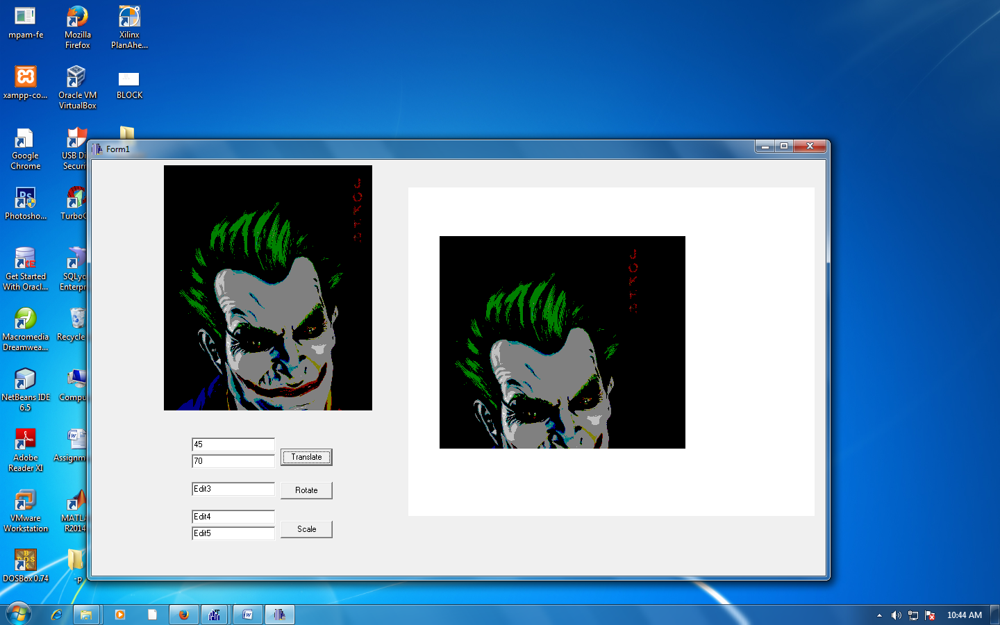 mpam-fe
Mozilla
Firefox
Xilinx
PlanAhe...
xampp-co...
Oracle VM
VirtualBox
BLOCK
Google
Chrome
USB Di
Securi
Photosho...
Turbo
Get Started
With Oracl...
SQLyo
Enterpr
Macromedia
Dreamwea...
Recycle
NetBeans IDE
6.5
Compu
Adobe
Reader XI
Assignm
VMware
Workstation
MATLA
R2014
DOSBox 0.74
-p
Form1
JOKER
45
70
Translate
Edit3
Rotate
Edit4
Edit5
Scale
10:44 AM